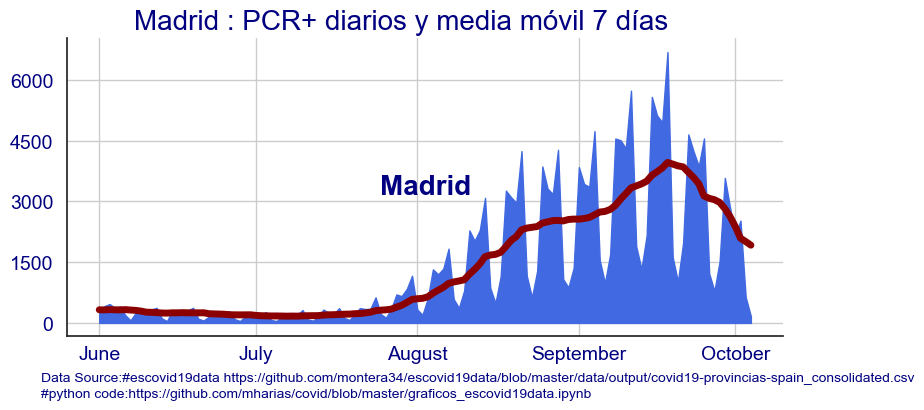 Madrid : PCR+ diarios y media móvil 7 días
6000
4500
3000
1500
0
Madrid
June July August September October
Data Source:#escovid19data https://github.com/montera34/escovid19data/blob/master/data/output/covid19-provincias-spain_consolidated.csv
#python code:https://github.com/mharias/covid/blob/master/graficos_escovid19data.ipynb